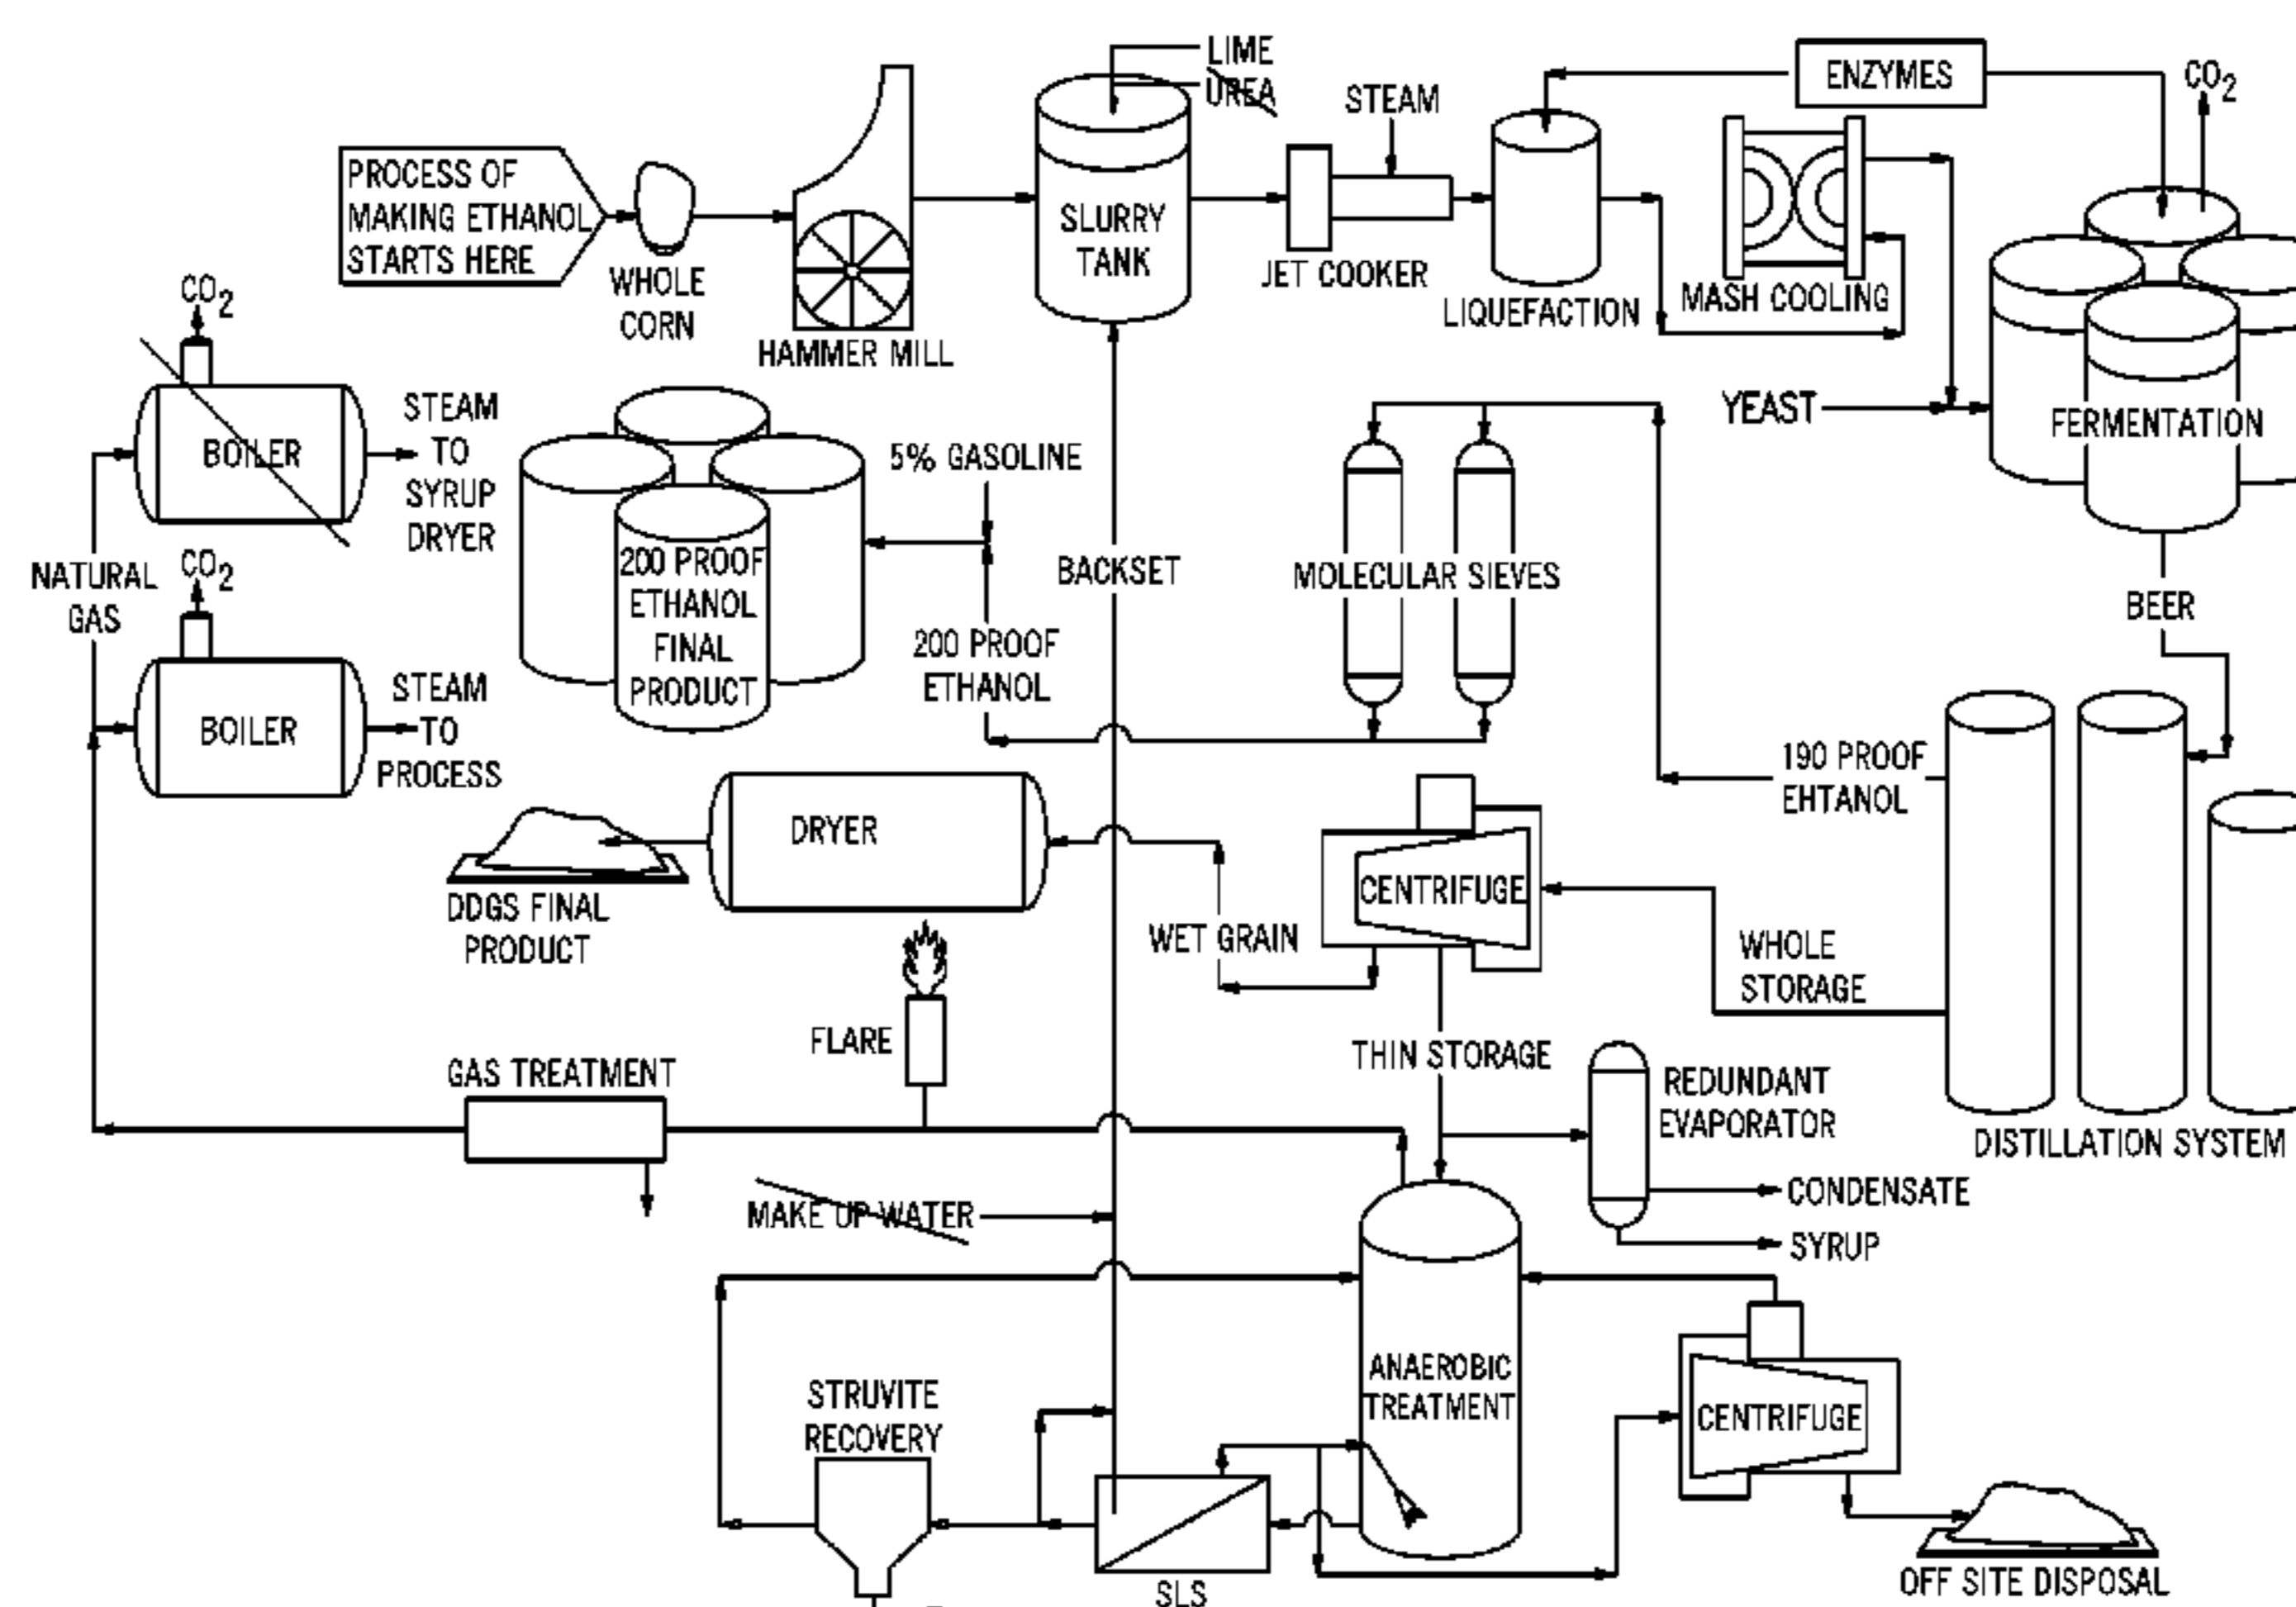 LIME
UREA
STEAM
ENZYMES
CO2
PROCESS OF
MAKING ETHANOL
STARTS HERE
WHOLE
CORN
HAMMER MILL
SLURRY
TANK
JET COOKER
LIQUEFACTION
MASH COOLING
YEAST
FERMENTATION
CO2
BOILER
STEAM
TO
SYRUP
DRYER
NATURAL
GAS
CO2
BOILER
STEAM
TO
PROCESS
200 PROOF
ETHANOL
FINAL
PRODUCT
5% GASOLINE
200 PROOF
ETHANOL
BACKSET
MOLECULAR SIEVES
BEER
190 PROOF
EHTANOL
DRYER
DDGS FINAL
PRODUCT
WET GRAIN
CENTRIFUGE
WHOLE
STORAGE
DISTILLATION SYSTEM
FLARE
GAS TREATMENT
THIN STORAGE
REDUNDANT
EVAPORATOR
CONDENSATE
SYRUP
MAKE UP WATER
STRUVITE
RECOVERY
ANAEROBIC
TREATMENT
CENTRIFUGE
SLS
OFF SITE DISPOSAL